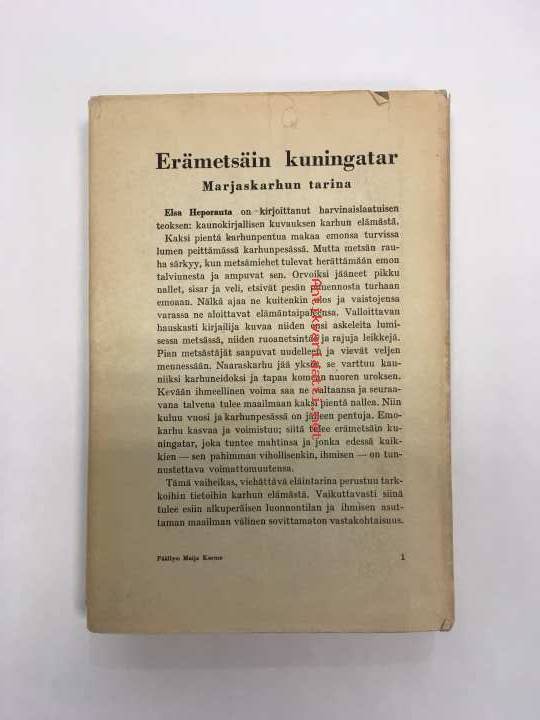 Erämetsäin kuningatar
Marjaskarhun tarina
Elsa Heporauta on kirjoittanut harvinaislaatuisen
teoksen: kaunokirjallisen kuvauksen karhun elämästä.
Kaksi pientä karhunpentua makaa emonsa turvissa
lumen peittämässä karhunpesässä. Mutta metsän rau-
ha särkyy, kun metsämiehet tulevat herättämään emon
talviunesta ja ampuvat sen. Orvoiksi jääneet pikku
nallet, sisar ja veli, etsivät pesän pimennosta turhaan
emoaan. Nälkä ajaa ne kuitenkin ulos ja vaistojensa
varassa ne aloittavat elämäntaipaleensa. Valloittavan
hauskasti kirjailija kuvaa niiden ensi askeleita lumi-
sessa metsässä, niiden ruoanetsintää ja rajuja leikkejä.
Pian metsästäjät saapuvat uudelleen ja vievät veljen
mennessään. Naaraskarhu jää yksin, se varttuu kau-
niiksi karhuneidoksi ja tapaa komean nuoren uroksen.
Kevään ihmeellinen voima saa ne valtaansa ja seuraa-
vana talvena tulee maailmaan kaksi pientä nallea. Niin
kuluu vuosi ja karhunpesässä on jälleen pentuja. Emo-
karhu kasvaa ja voimistuu; siitä tulee erämetsäin ku-
ningatar, joka tuntee mahtinsa ja jonka edessä kaik-
kien — sen pahimman vihollisenkin, ihmisen — on tun-
nustettava voimattomuutensa.
Tämä vaiheikas, viehättävä eläintarina perustuu tark-
koihin tietoihin karhun elämästä. Vaikuttavasti siinä
tulee esiin alkuperäisen luonnontilan ja ihmisen asut-
taman maailman välinen sovittamaton vastakohtaisuus.
Päällys: Maija Karma 1
Antikvariaatti.net